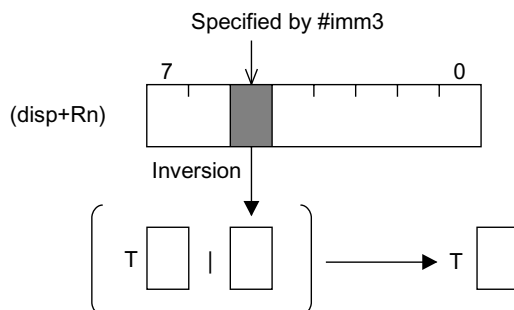 Specified by #imm3
7 0
(disp+Rn)
Inversion
T | T